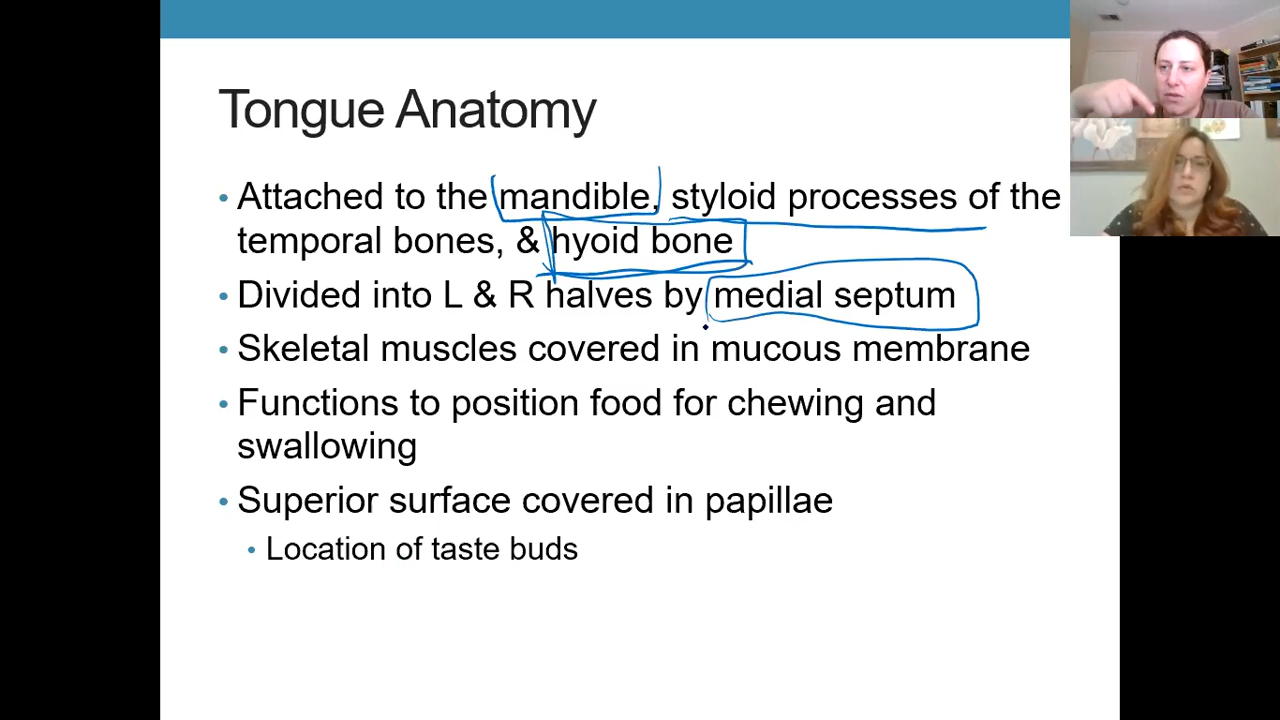 Tongue Anatomy
• Attached to the mandible, styloid processes of the
temporal bones, & hyoid bone
• Divided into L & R halves by medial septum
• Skeletal muscles covered in mucous membrane
• Functions to position food for chewing and
swallowing
• Superior surface covered in papillae
• Location of taste buds